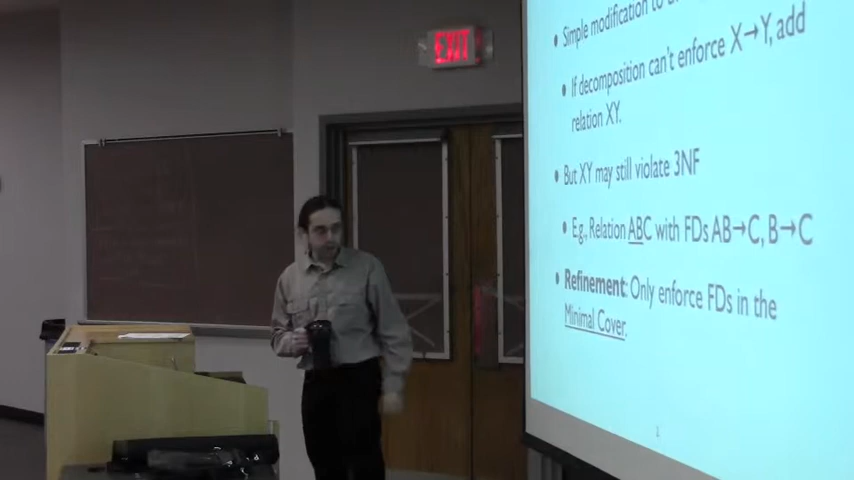 EXIT
• Simple modification to
• If decomposition can't enforce X→Y, add
relation XY.
• But XY may still violate 3NF
• E.g., Relation ABC with FDs AB→C, B→C
• Refinement: Only enforce FDs in the
Minimal Cover.